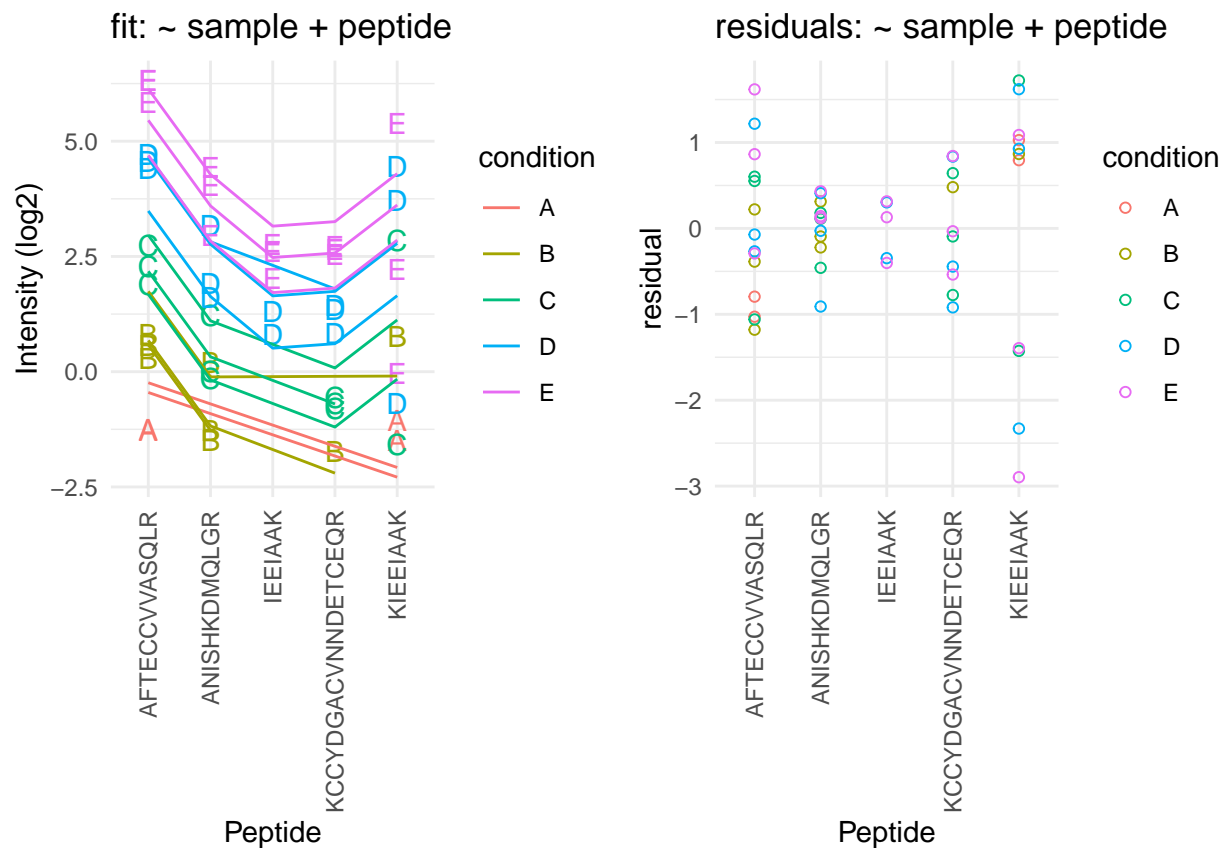 fit: ~ sample + peptide
Intensity (log2)
5.0
2.5
0.0
−2.5
AFTECCVVASQLR
ANISHKDMQLGR
IEEIAAK
KCCYDGACVNNDETCEQR
KIEEIAAK
Peptide
condition
A
B
C
D
E
residuals: ~ sample + peptide
residual
1
0
−1
−2
−3
AFTECCVVASQLR
ANISHKDMQLGR
IEEIAAK
KCCYDGACVNNDETCEQR
KIEEIAAK
Peptide
condition
A
B
C
D
E